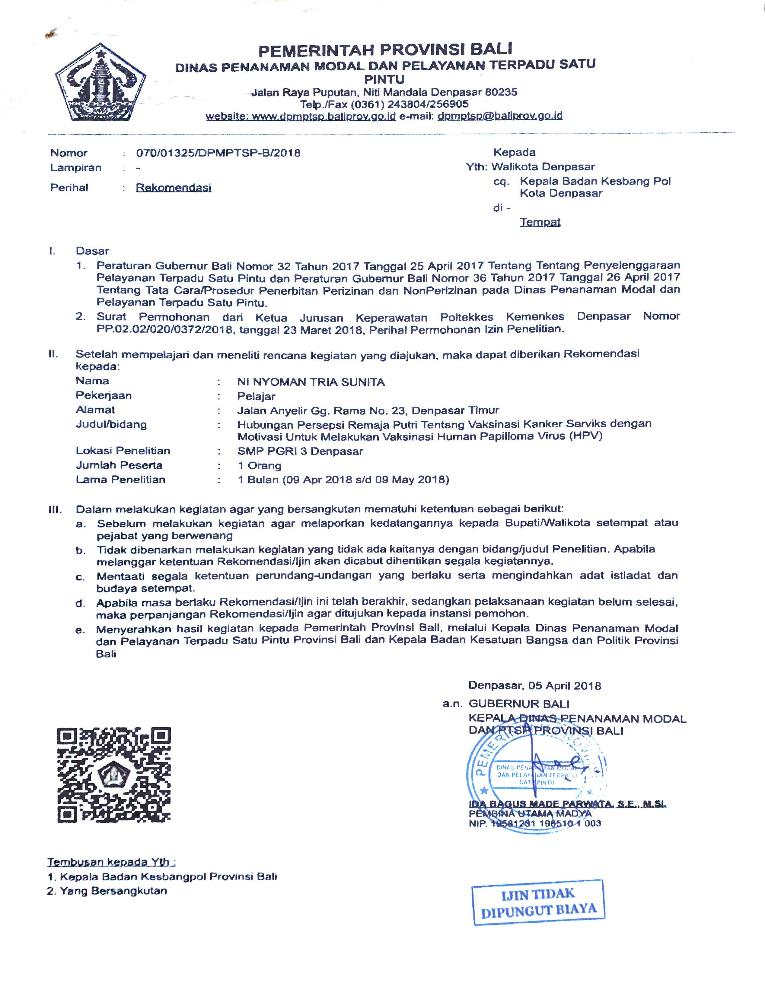 PEMERINTAH PROVINSI BALI
DINAS PENANAMAN MODAL DAN PELAYANAN TERPADU SATU
PINTU
Jalan Raya Puputan, Niti Mandala Denpasar 80235
Telp./Fax (0361) 243804/256905
website: www.dpmptsp.baliprov.go.id e-mail: dpmptsp@baliprov.go.id
Nomor : 070/01325/DPMPTSP-B/2018
Lampiran : -
Perihal : Rekomendasi
Kepada
Yth: Walikota Denpasar
cq. Kepala Badan Kesbang Pol
Kota Denpasar
di -
Tempat
I. Dasar
1. Peraturan Gubernur Bali Nomor 32 Tahun 2017 Tanggal 25 April 2017 Tentang Tentang Penyelenggaraan
Pelayanan Terpadu Satu Pintu dan Peraturan Gubernur Bali Nomor 36 Tahun 2017 Tanggal 26 April 2017
Tentang Tata Cara/Prosedur Penerbitan Perizinan dan NonPerizinan pada Dinas Penanaman Modal dan
Pelayanan Terpadu Satu Pintu.
2. Surat Permohonan dari Ketua Jurusan Keperawatan Poltekkes Kemenkes Denpasar Nomor
PP.02.02/020/0372/2018, tanggal 23 Maret 2018, Perihal Permohonan Izin Penelitian.
II. Setelah mempelajari dan meneliti rencana kegiatan yang diajukan, maka dapat diberikan Rekomendasi
kepada:
Nama : NI NYOMAN TRIA SUNITA
Pekerjaan : Pelajar
Alamat : Jalan Anyelir Gg. Rama No. 23, Denpasar Timur
Judul/bidang : Hubungan Persepsi Remaja Putri Tentang Vaksinasi Kanker Serviks dengan
Motivasi Untuk Melakukan Vaksinasi Human Papilloma Virus (HPV)
Lokasi Penelitian : SMP PGRI 3 Denpasar
Jumlah Peserta : 1 Orang
Lama Penelitian : 1 Bulan (09 Apr 2018 s/d 09 May 2018)
III. Dalam melakukan kegiatan agar yang bersangkutan mematuhi ketentuan sebagai berikut:
a. Sebelum melakukan kegiatan agar melaporkan kedatangannya kepada Bupati/Walikota setempat atau
pejabat yang berwenang
b. Tidak dibenarkan melakukan kegiatan yang tidak ada kaitanya dengan bidang/judul Penelitian. Apabila
melanggar ketentuan Rekomendasi/Ijin akan dicabut dihentikan segala kegiatannya.
c. Mentaati segala ketentuan perundang-undangan yang berlaku serta mengindahkan adat istiadat dan
budaya setempat.
d. Apabila masa berlaku Rekomendasi/Ijin ini telah berakhir, sedangkan pelaksanaan kegiatan belum selesai,
maka perpanjangan Rekomendasi/Ijin agar ditujukan kepada instansi pemohon.
e. Menyerahkan hasil kegiatan kepada Pemerintah Provinsi Bali, melalui Kepala Dinas Penanaman Modal
dan Pelayanan Terpadu Satu Pintu Provinsi Bali dan Kepala Badan Kesatuan Bangsa dan Politik Provinsi
Bali
Denpasar, 05 April 2018
a.n. GUBERNUR BALI
KEPALA DINAS PENANAMAN MODAL
DAN PTSP PROVINSI BALI
DINAS PENANAMAN MODAL
DAN PELAYANAN TERPADU
SATU PINTU
IDA BAGUS MADE PARWATA, S.E., M.Si.
PEMBINA UTAMA MADYA
NIP. 19581231 198510 1 003
Tembusan kepada Yth :
1. Kepala Badan Kesbangpol Provinsi Bali
2. Yang Bersangkutan
IJIN TIDAK
DIPUNGUT BIAYA